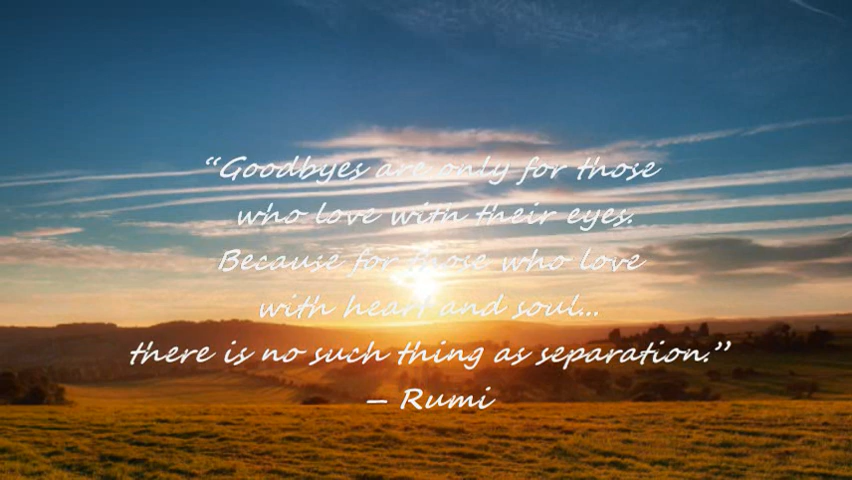 “Goodbyes are only for those
who love with their eyes.
Because for those who love
with heart and soul...
there is no such thing as separation.”
– Rumi